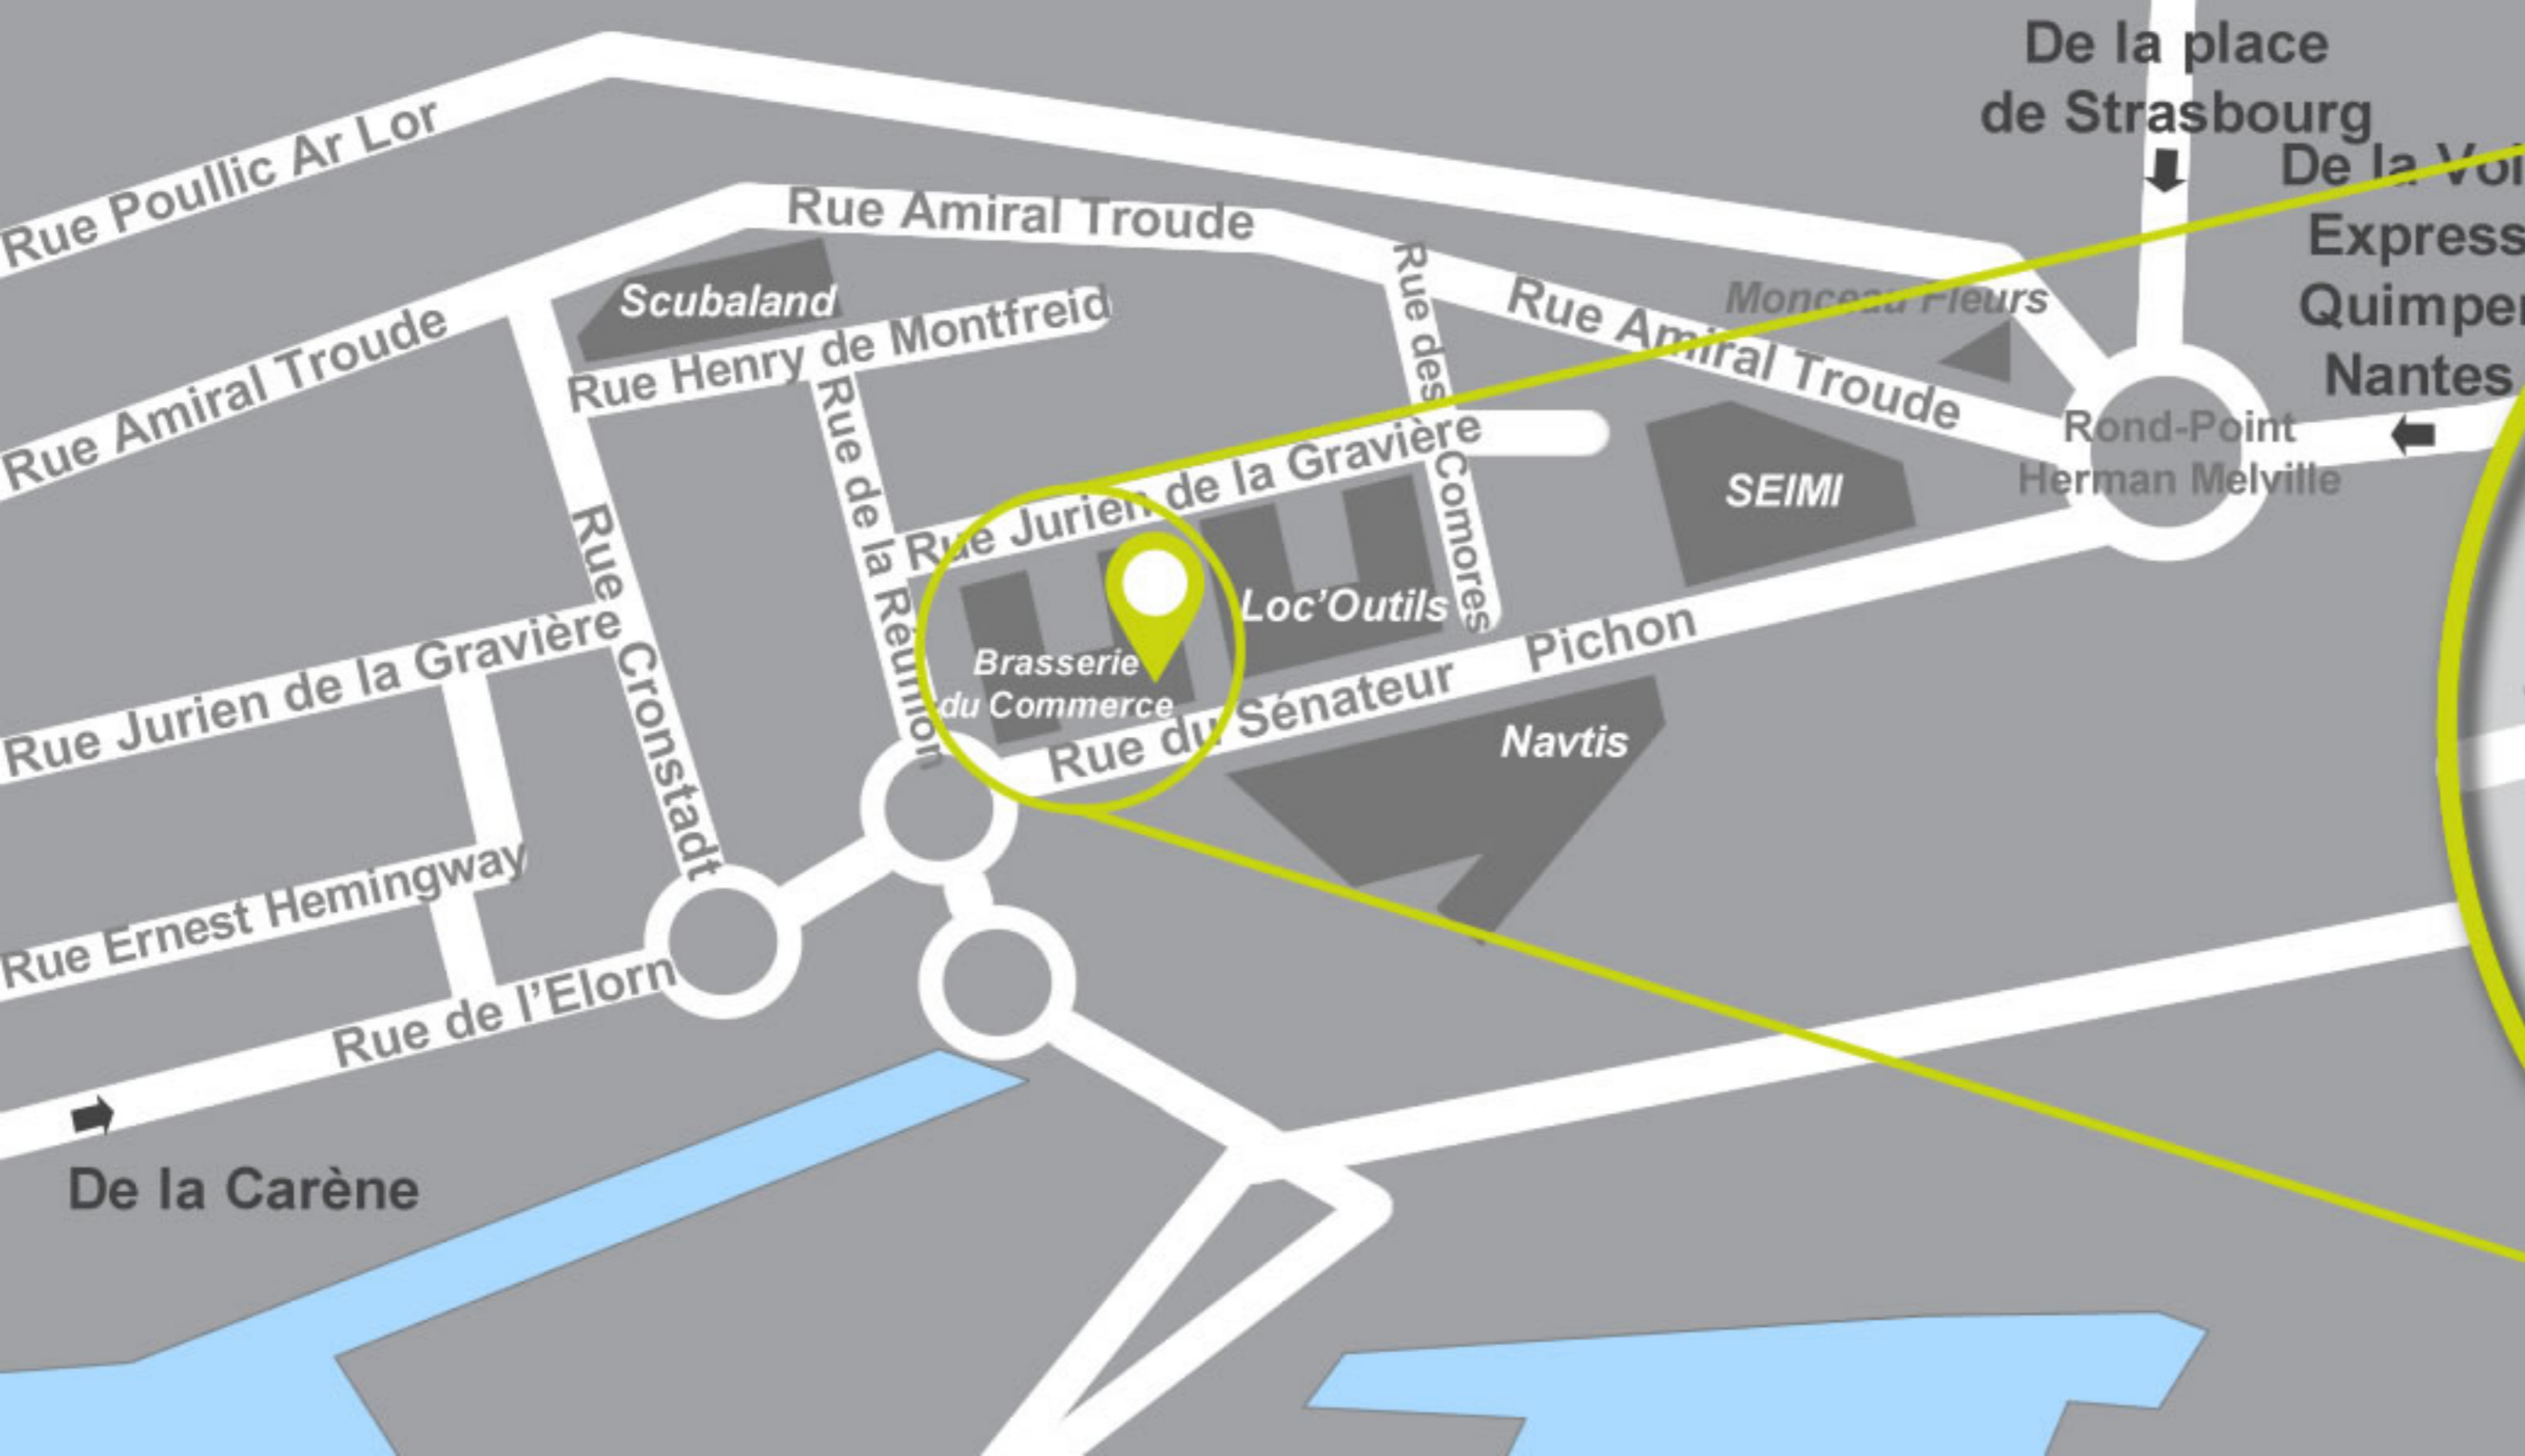 De la place
de Strasbourg
De la Voi
Express
Quimper
Nantes
Rue Poullic Ar Lor
Rue Amiral Troude
Rue Amiral Troude
Rue Amiral Troude
Monceau Fleurs
Scubaland
Rue Henry de Montfreid
Rue des Comores
Rond-Point
Herman Melville
Rue de la Réunion
Rue Jurien de la Gravière
SEIMI
Rue Cronstadt
Loc’Outils
Brasserie
du Commerce
Rue du Sénateur Pichon
Rue Jurien de la Gravière
Navtis
Rue Ernest Hemingway
Rue de l’Elorn
De la Carène